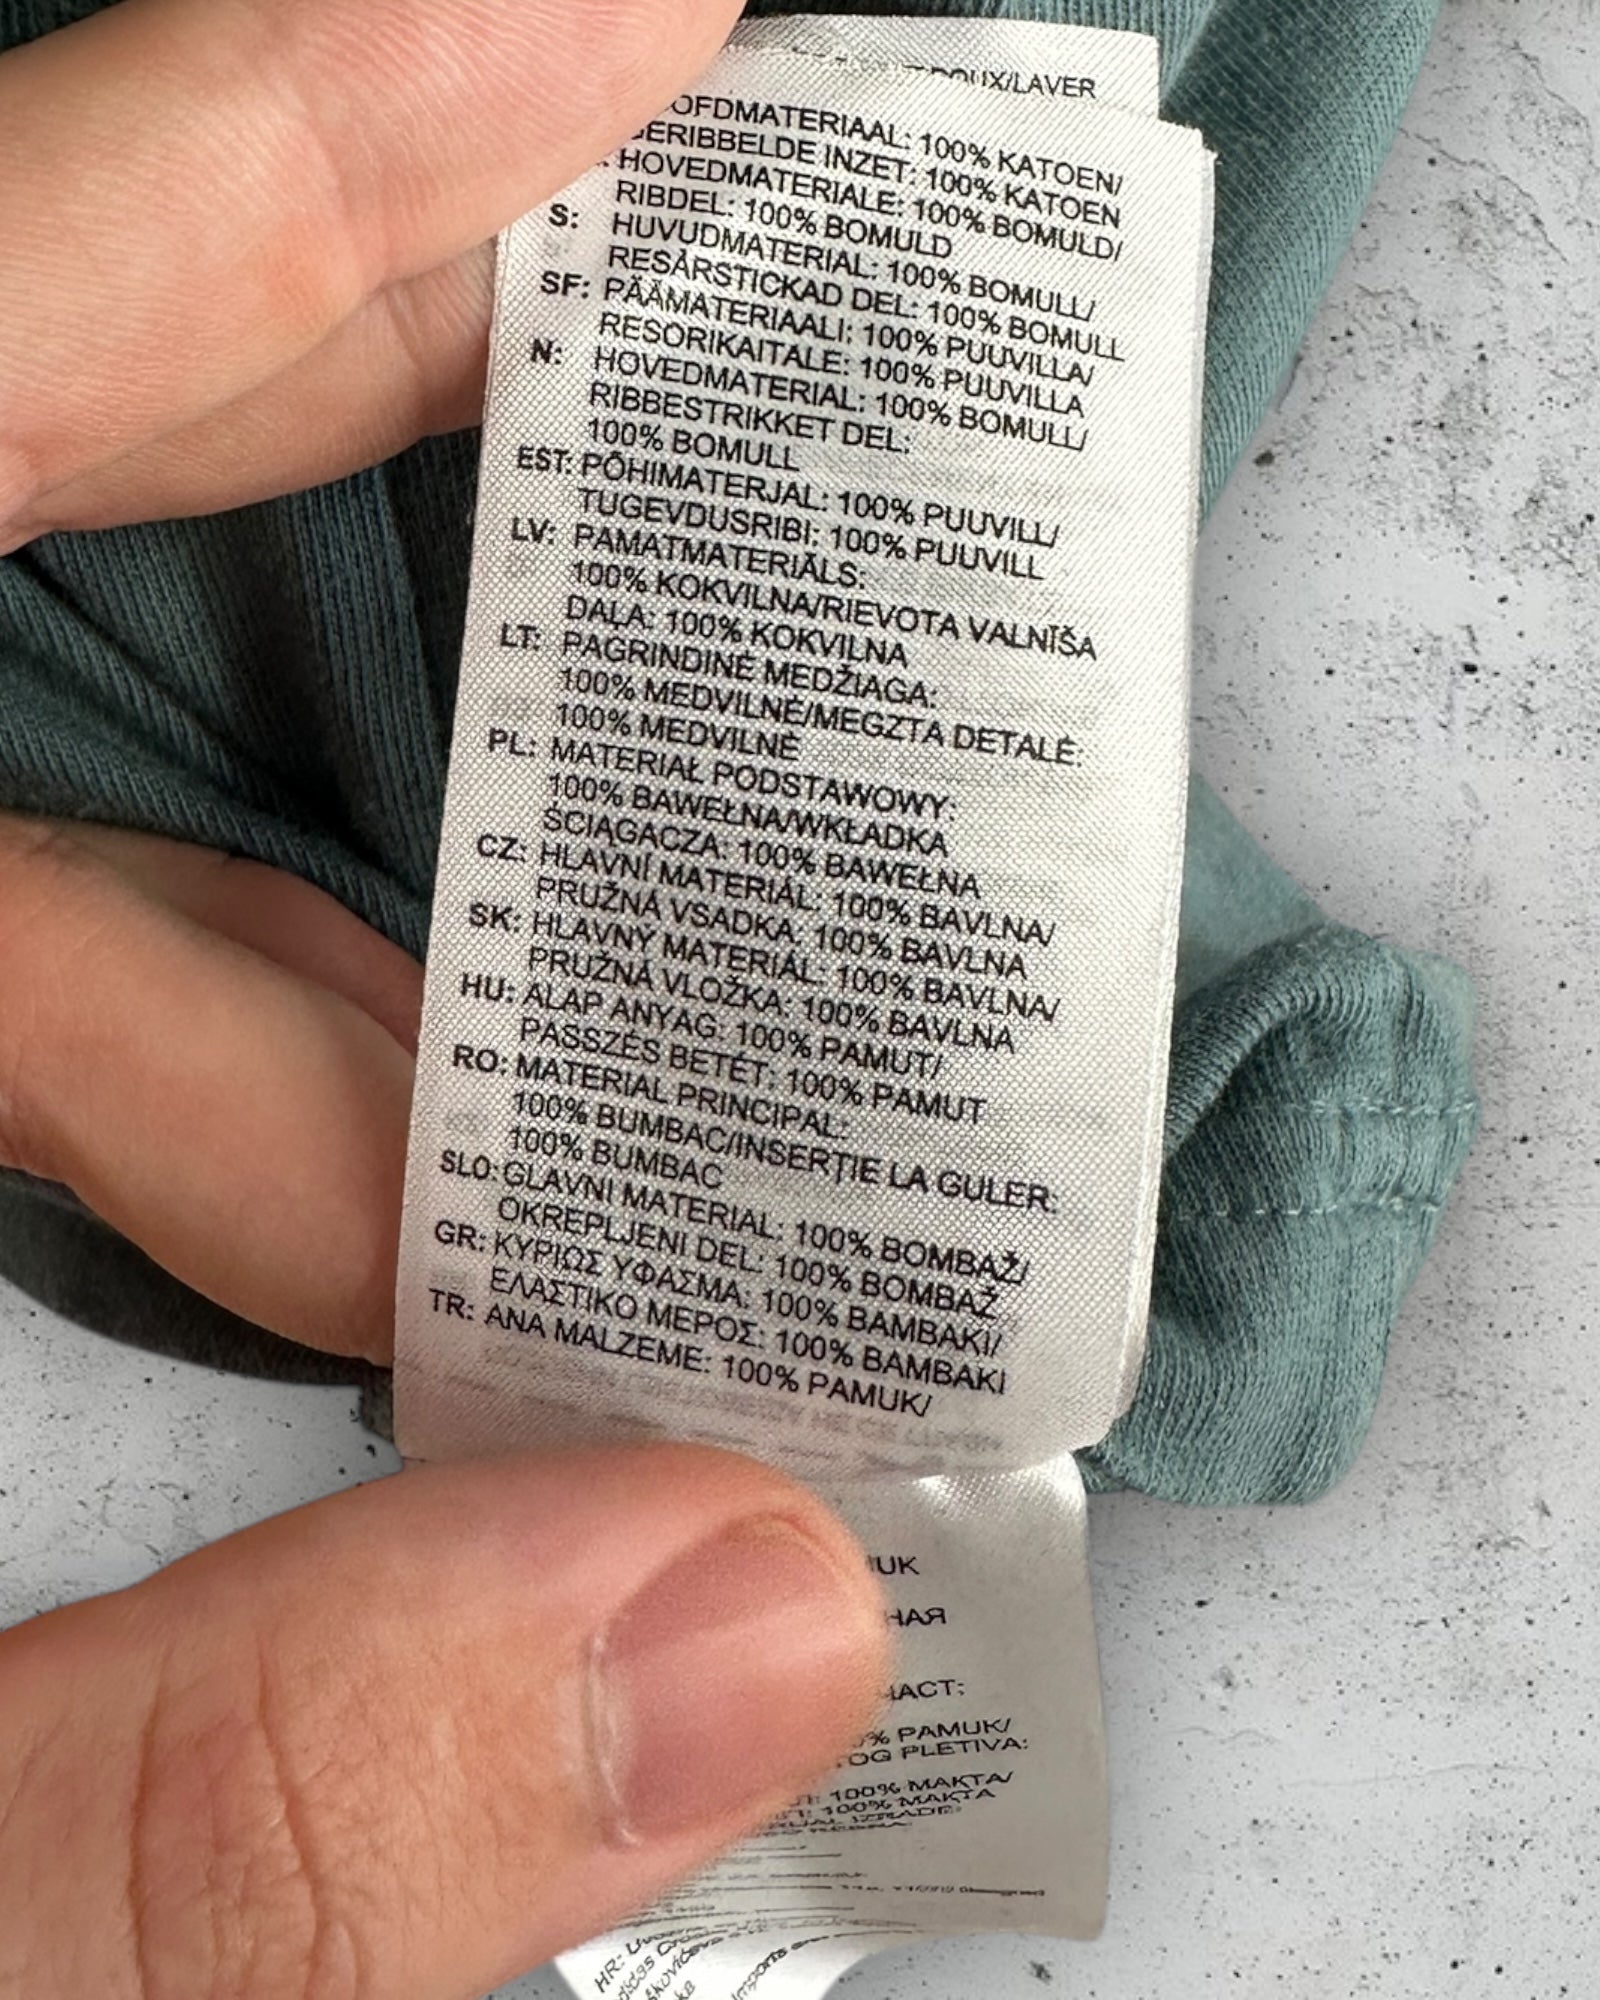 DOUX/LAVER
OFDMATERIAAL: 100% KATOEN/
GERIBBELDE INZET: 100% KATOEN
HOVEDMATERIALE: 100% BOMULD/
RIBDEL: 100% BOMULD
S: HUVUDMATERIAL: 100% BOMULL/
RESÅRSTICKAD DEL: 100% BOMULL
SF: PÄÄMATERIAALI: 100% PUUVILLA/
RESORIKAITALE: 100% PUUVILLA
N: HOVEDMATERIAL: 100% BOMULL/
RIBBESTRIKKET DEL:
100% BOMULL
EST: PÕHIMATERJAL: 100% PUUVILL/
TUGEVDUSRIBI: 100% PUUVILL
LV: PAMATMATERIĀLS:
100% KOKVILNA/RIEVOTA VALNĪŠA
DAĻA: 100% KOKVILNA
LT: PAGRINDINĖ MEDŽIAGA:
100% MEDVILNĖ/MEGZTA DETALĖ:
100% MEDVILNĖ
PL: MATERIAŁ PODSTAWOWY:
100% BAWEŁNA/WKŁADKA
ŚCIĄGACZA: 100% BAWEŁNA
CZ: HLAVNÍ MATERIÁL: 100% BAVLNA/
PRUŽNÁ VSADKA: 100% BAVLNA
SK: HLAVNÝ MATERIÁL: 100% BAVLNA/
PRUŽNÁ VLOŽKA: 100% BAVLNA
HU: ALAP ANYAG: 100% PAMUT/
PASSZÉS BETÉT: 100% PAMUT
RO: MATERIAL PRINCIPAL:
100% BUMBAC/INSERȚIE LA GULER:
100% BUMBAC
SLO: GLAVNI MATERIAL: 100% BOMBAŽ/
OKREPLJENI DEL: 100% BOMBAŽ
GR: ΚΥΡΙΩΣ ΥΦΑΣΜΑ: 100% ΒΑΜΒΑΚΙ/
ΕΛΑΣΤΙΚΟ ΜΕΡΟΣ: 100% ΒΑΜΒΑΚΙ
TR: ANA MALZEME: 100% PAMUK/
UK
НАЯ
ЧАСТ:
% PAMUK/
OG PLETIVA:
100% MAKTA/
100% MAKTA
HR: